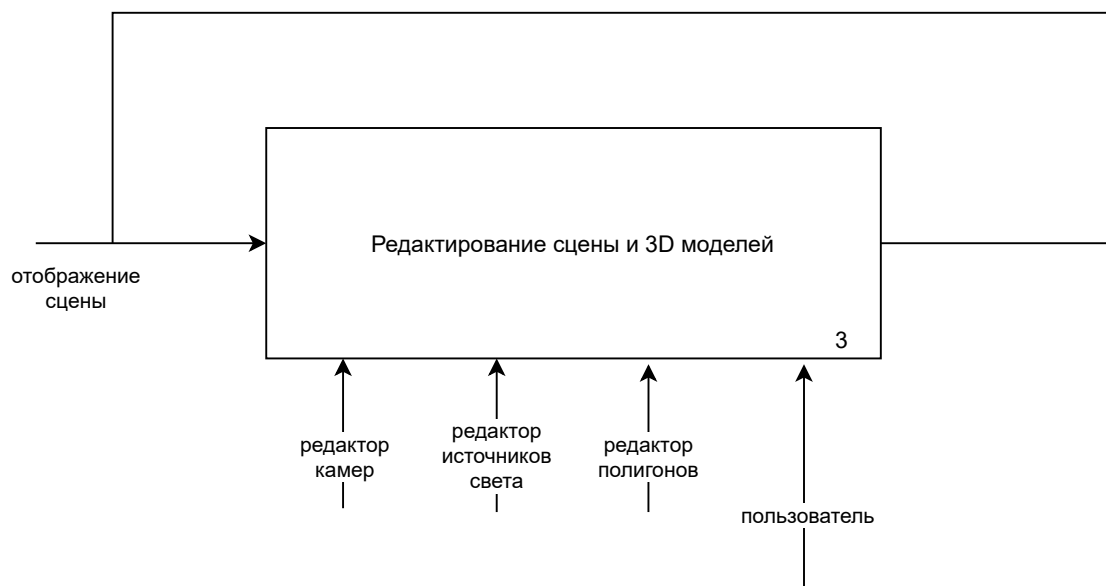 Редактирование сцены и 3D моделей
отображение
сцены
3
редактор
камер
редактор
источников
света
редактор
полигонов
пользователь